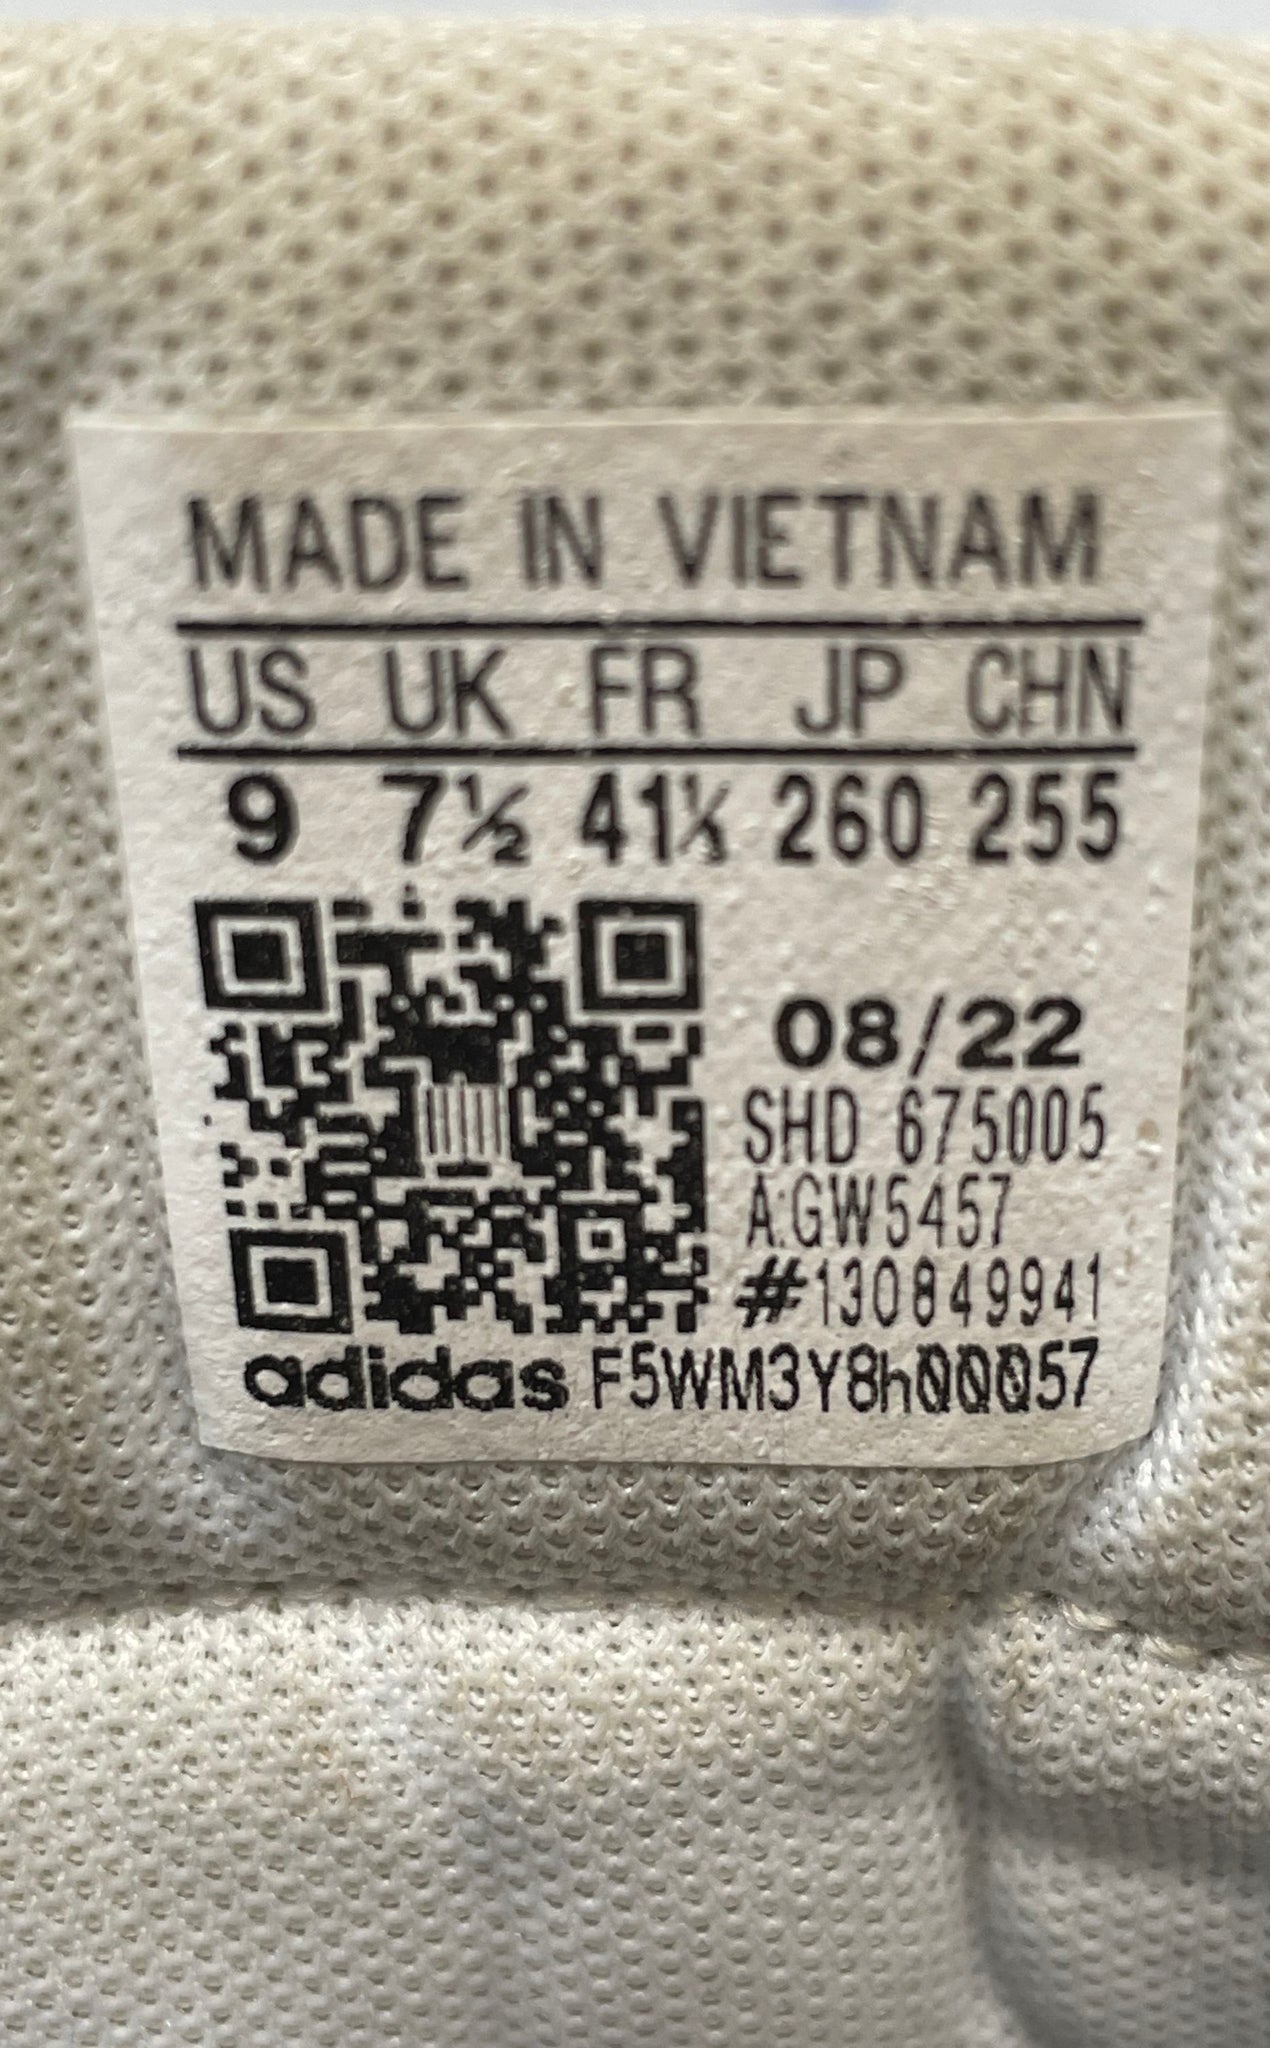 MADE IN VIETNAM
US UK FR JP CHN
9 7½ 41⅓ 260 255
08/22
SHD 675005
A:GW5457
#130849941
adidas F5WM3Y8h00057